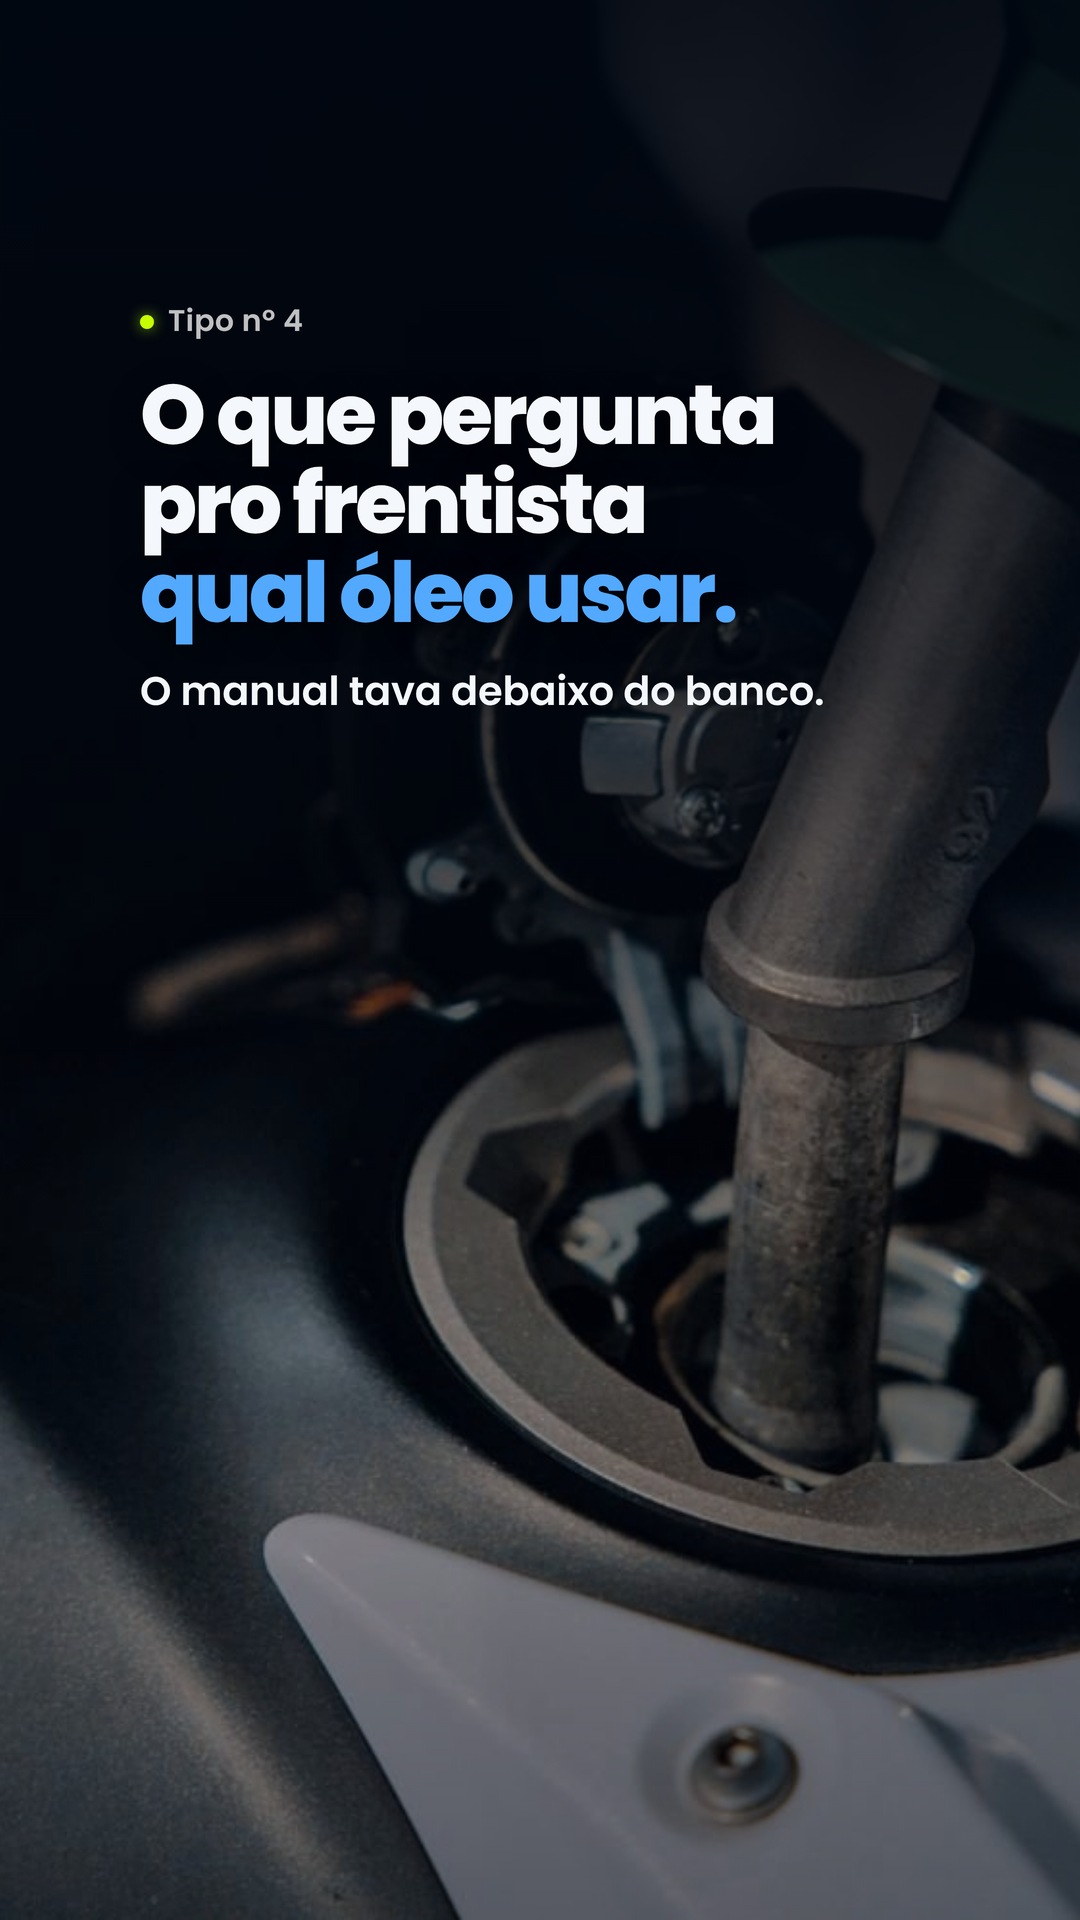 Tipo nº 4
O que pergunta
pro frentista
qual óleo usar.
O manual tava debaixo do banco.